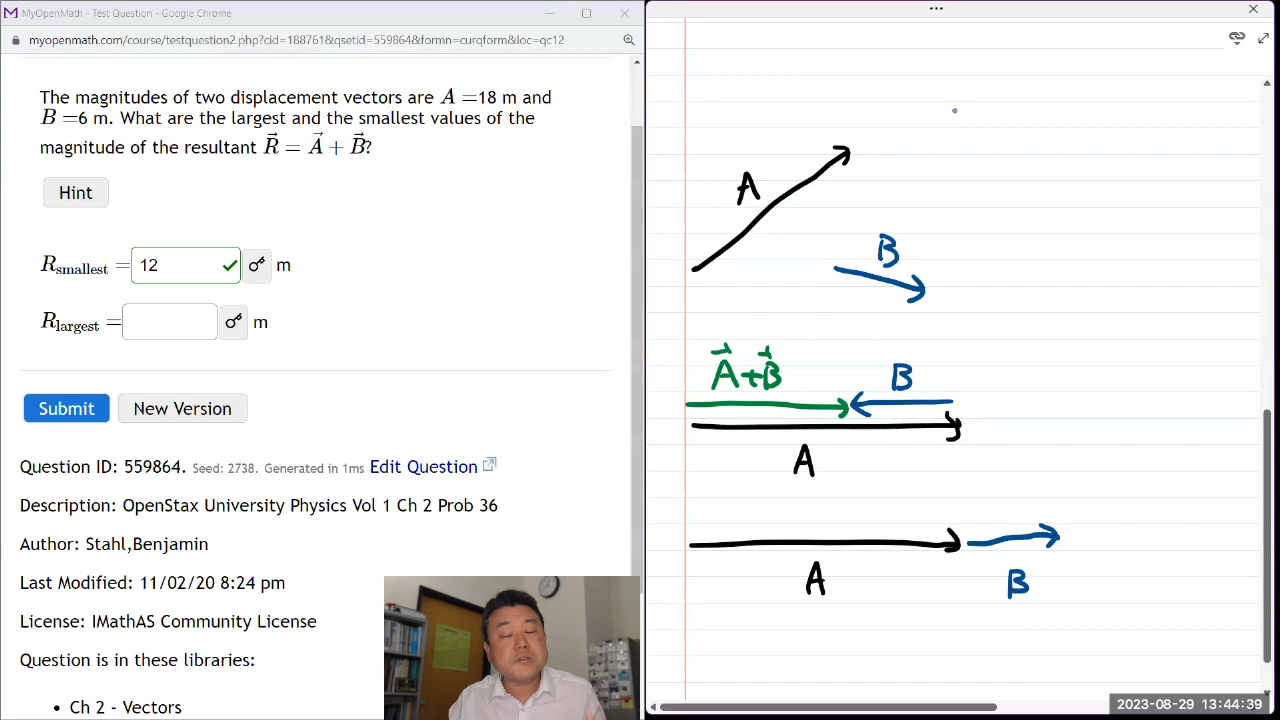 MyOpenMath - Test Question - Google Chrome
myopenmath.com/course/testquestion2.php?cid=188761&qsetid=559864&formn=curqform&loc=qc12
The magnitudes of two displacement vectors are A =18 m and
B =6 m. What are the largest and the smallest values of the
magnitude of the resultant R⃗ = A⃗ + B⃗?
Hint
Rsmallest = 12 m
Rlargest = m
Submit New Version
Question ID: 559864. Seed: 2738. Generated in 1ms Edit Question
Description: OpenStax University Physics Vol 1 Ch 2 Prob 36
Author: Stahl,Benjamin
Last Modified: 11/02/20 8:24 pm
License: IMathAS Community License
Question is in these libraries:
• Ch 2 - Vectors
A
B
A⃗+B⃗ B
A
A B
2023-08-29 13:44:39